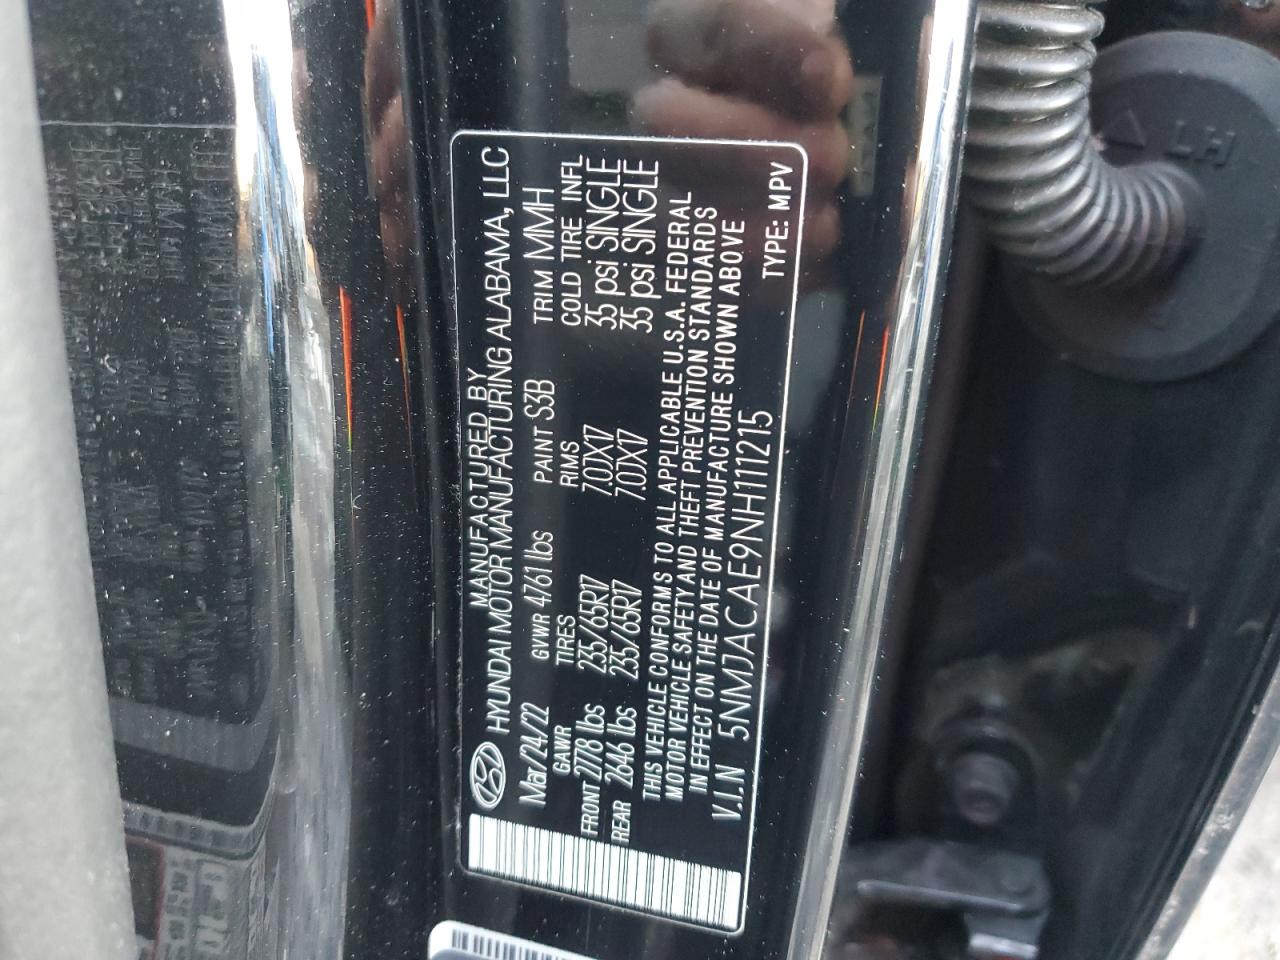 MANUFACTURED BY
HYUNDAI MOTOR MANUFACTURING ALABAMA, LLC
Mar/24/22 GVWR 4761 lbs PAINT S3B TRIM MMH
GAWR TIRES RIMS COLD TIRE INFL
FRONT 2778 lbs 235/65R17 7.0JX17 35 psi SINGLE
REAR 2646 lbs 235/65R17 7.0JX17 35 psi SINGLE
THIS VEHICLE CONFORMS TO ALL APPLICABLE U.S.A. FEDERAL
MOTOR VEHICLE SAFETY AND THEFT PREVENTION STANDARDS
IN EFFECT ON THE DATE OF MANUFACTURE SHOWN ABOVE
V.I.N 5NMJACAE9NH111215 TYPE: MPV
LH